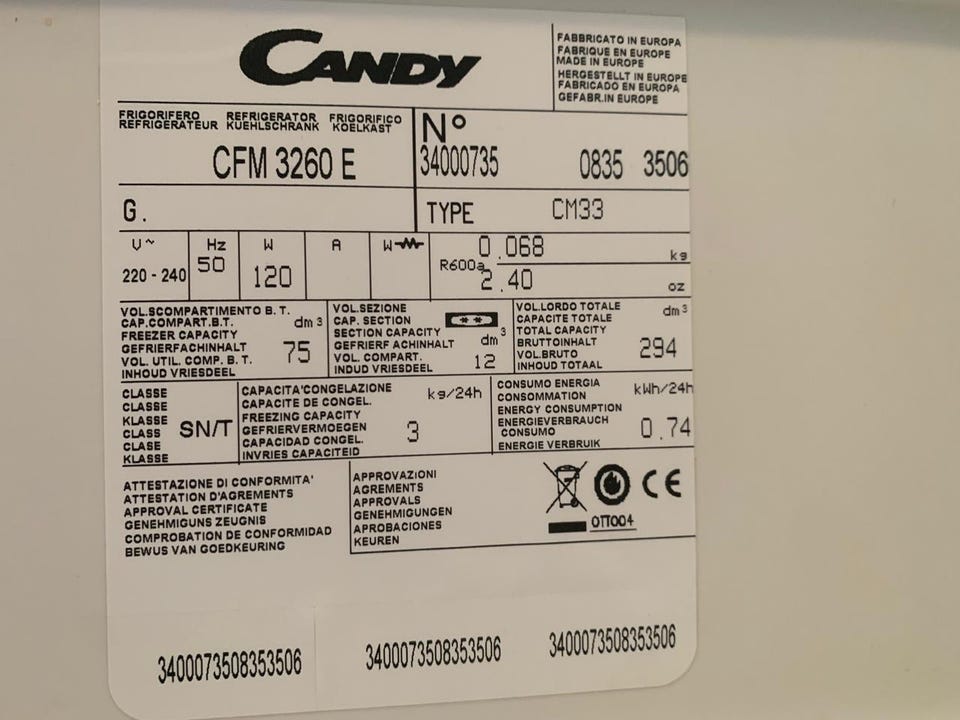 CANDY
FABBRICATO IN EUROPA
FABRIQUE EN EUROPE
MADE IN EUROPE
HERGESTELLT IN EUROPE
FABRICADO EN EUROPA
GEFABR.IN EUROPE
FRIGORIFERO REFRIGERATOR FRIGORIFICO
REFRIGERATEUR KUEHLSCHRANK KOELKAST
CFM 3260 E
N°
34000735 0835 3506
G.
TYPE CM33
V~
220 - 240
Hz
50
W
120
A
W
R600a
0.068 kg
2.40 oz
VOL.SCOMPARTIMENTO B. T.
CAP.COMPART.B.T.
FREEZER CAPACITY
GEFRIERFACHINHALT
VOL. UTIL. COMP. B. T.
INHOUD VRIESDEEL
dm³
75
VOL.SEZIONE
CAP. SECTION
SECTION CAPACITY
GEFRIERF ACHINHALT
VOL. COMPART.
INDUD VRIESDEEL
**
dm³
12
VOL.LORDO TOTALE
CAPACITE TOTALE
TOTAL CAPACITY
BRUTTOINHALT
VOL.BRUTO
INHOUD TOTAAL
dm³
294
CLASSE
CLASSE
KLASSE
CLASS
CLASE
KLASSE
SN/T
CAPACITA'CONGELAZIONE
CAPACITE DE CONGEL.
FREEZING CAPACITY
GEFRIERVERMOEGEN
CAPACIDAD CONGEL.
INVRIES CAPACITEID
kg/24h
3
CONSUMO ENERGIA
CONSOMMATION
ENERGY CONSUMPTION
ENERGIEVERBRAUCH
CONSUMO
ENERGIE VERBRUIK
kWh/24h
0.74
ATTESTAZIONE DI CONFORMITA'
ATTESTATION D'AGREMENTS
APPROVAL CERTIFICATE
GENEHMIGUNS ZEUGNIS
COMPROBATION DE CONFORMIDAD
BEWUS VAN GOEDKEURING
APPROVAZIONI
AGREMENTS
APPROVALS
GENEHMIGUNGEN
APROBACIONES
KEUREN
CE
OTT004
3400073508353506 3400073508353506 3400073508353506